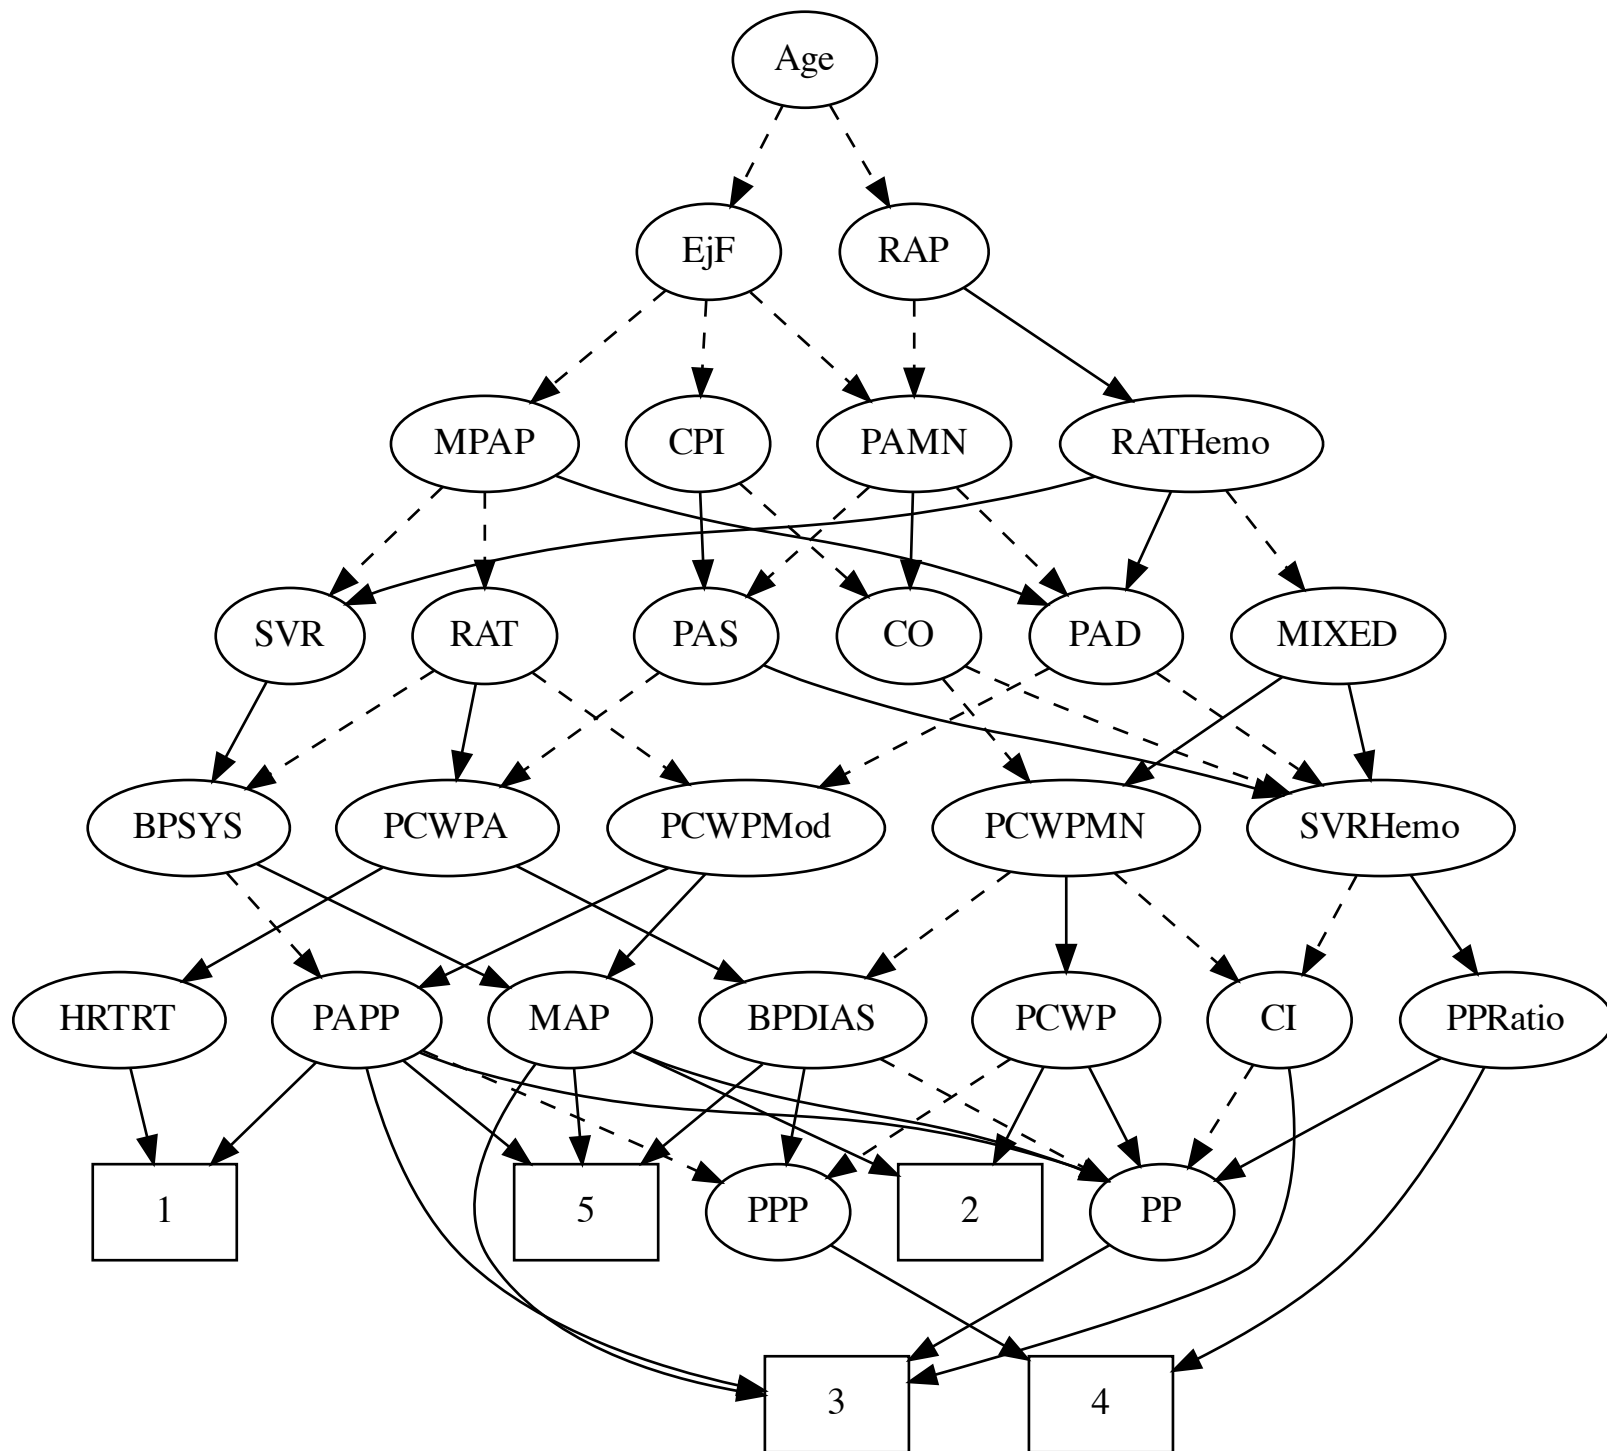 Age
EjF
RAP
MPAP
CPI
PAMN
RATHemo
SVR
RAT
PAS
CO
PAD
MIXED
BPSYS
PCWPA
PCWPMod
PCWPMN
SVRHemo
HRTRT
PAPP
MAP
BPDIAS
PCWP
CI
PPRatio
1
5
PPP
2
PP
3
4